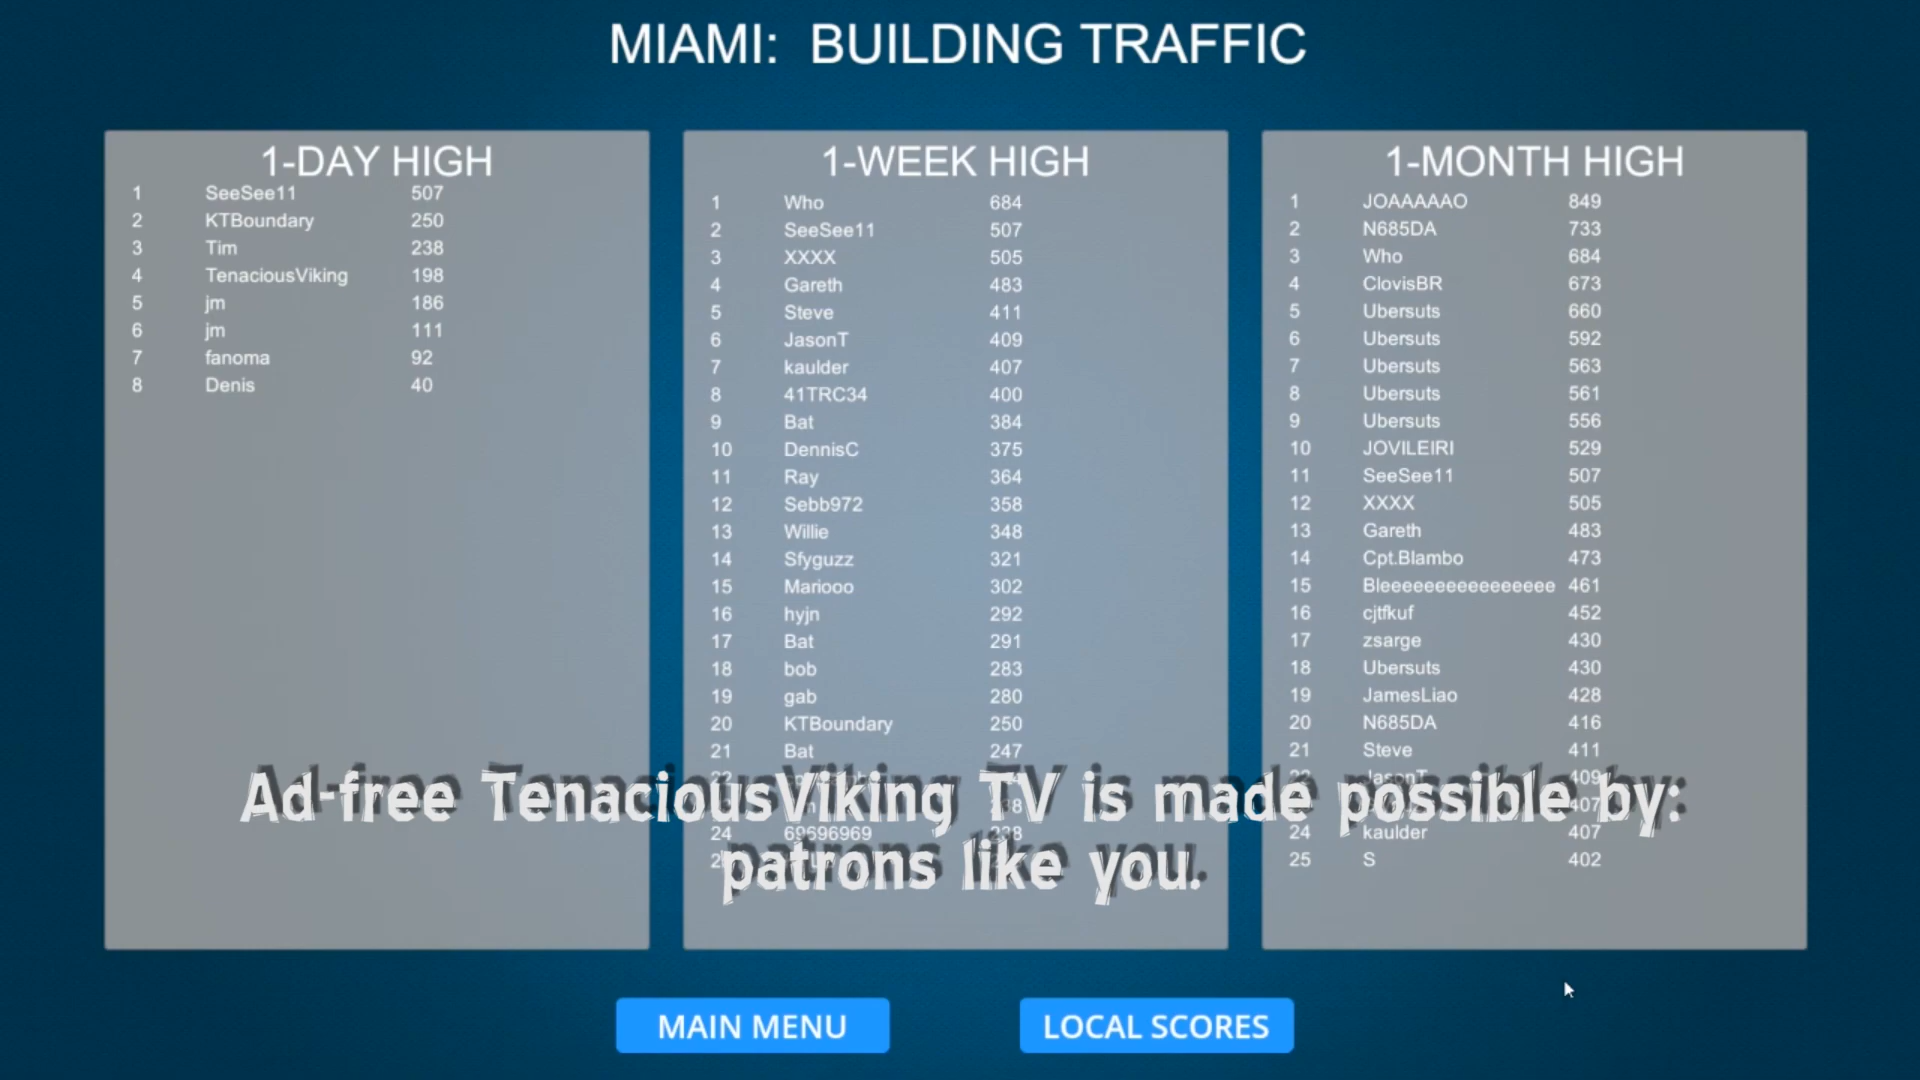 MIAMI: BUILDING TRAFFIC
1-DAY HIGH
1 SeeSee11 507
2 KTBoundary 250
3 Tim 238
4 TenaciousViking 198
5 jm 186
6 jm 111
7 fanoma 92
8 Denis 40
1-WEEK HIGH
1 Who 684
2 SeeSee11 507
3 XXXX 505
4 Gareth 483
5 Steve 411
6 JasonT 409
7 kaulder 407
8 41TRC34 400
9 Bat 384
10 DennisC 375
11 Ray 364
12 Sebb972 358
13 Willie 348
14 Sfyguzz 321
15 Mariooo 302
16 hyjn 292
17 Bat 291
18 bob 283
19 gab 280
20 KTBoundary 250
21 Bat 247
24 69696969 238
1-MONTH HIGH
1 JOAAAAAO 849
2 N685DA 733
3 Who 684
4 ClovisBR 673
5 Ubersuts 660
6 Ubersuts 592
7 Ubersuts 563
8 Ubersuts 561
9 Ubersuts 556
10 JOVILEIRI 529
11 SeeSee11 507
12 XXXX 505
13 Gareth 483
14 Cpt.Blambo 473
15 Bleeeeeeeeeeeeeeee 461
16 cjtfkuf 452
17 zsarge 430
18 Ubersuts 430
19 JamesLiao 428
20 N685DA 416
21 Steve 411
22 JasonT 409
407
24 kaulder 407
25 S 402
Ad-free TenaciousViking TV is made possible by:
patrons like you.
MAIN MENU
LOCAL SCORES